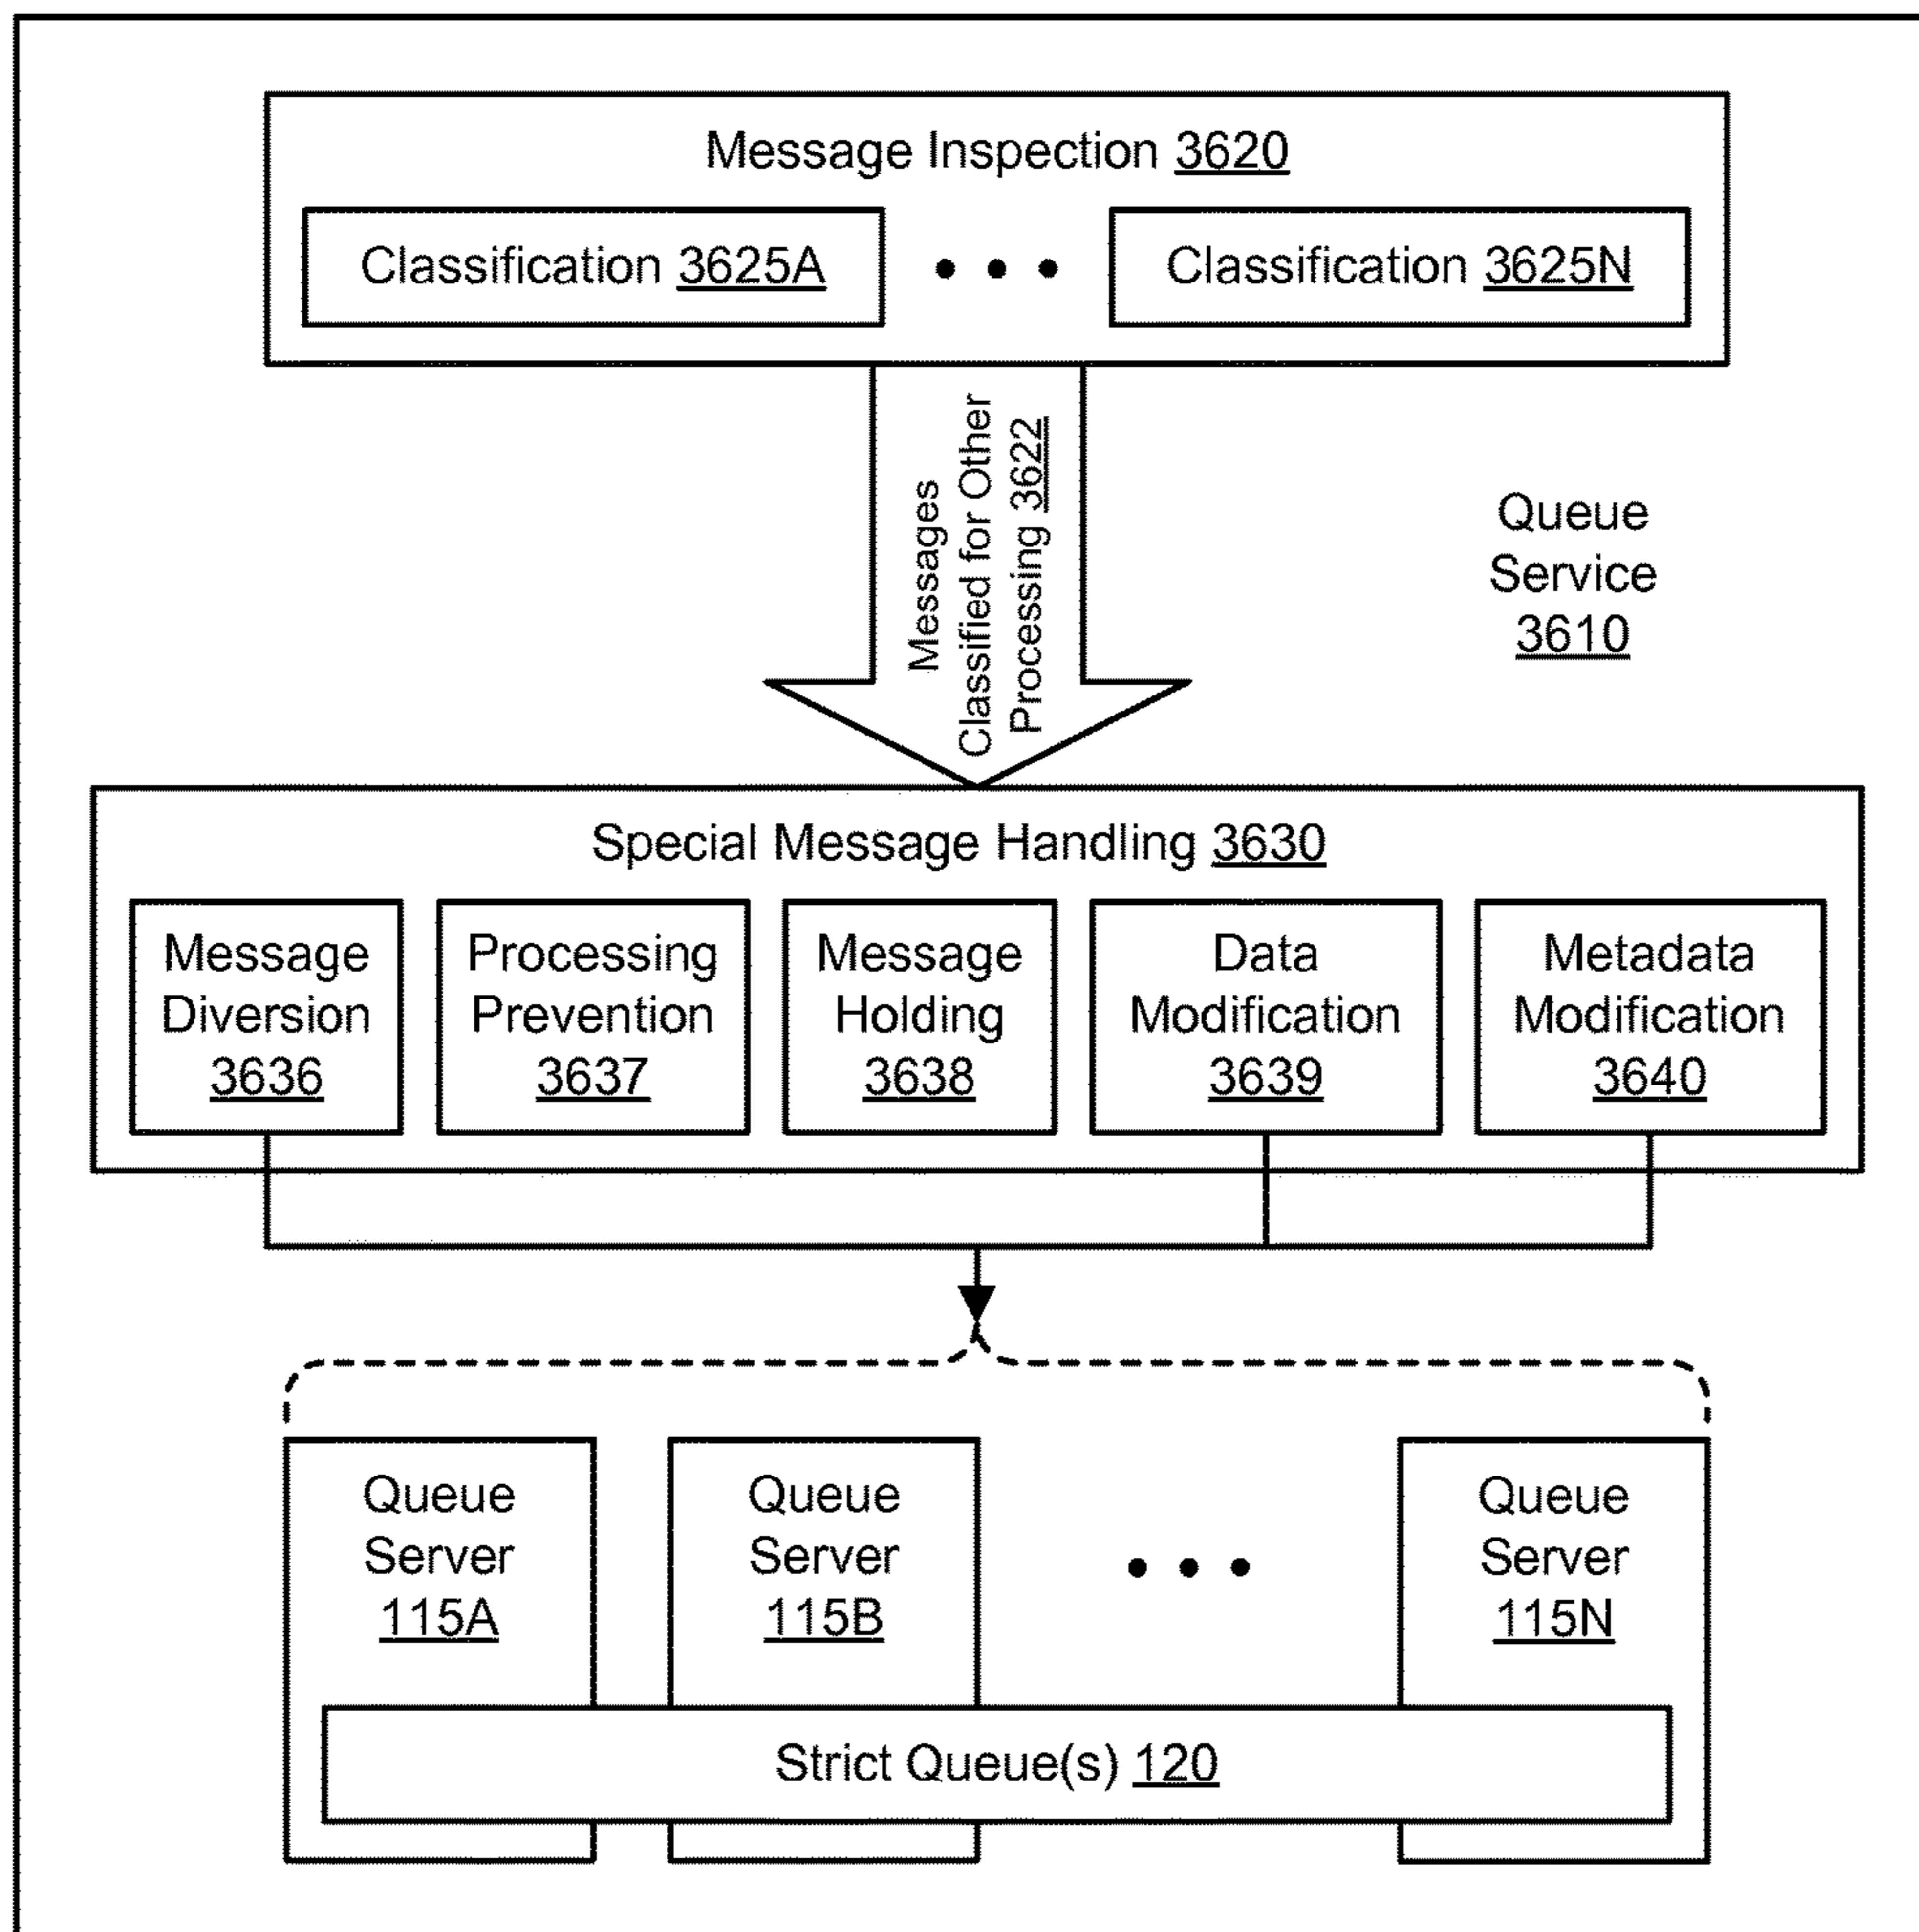 Message Inspection 3620
Classification 3625A
Classification 3625N
Messages
Classified for Other
Processing 3622
Queue
Service
3610
Special Message Handling 3630
Message
Diversion
3636
Processing
Prevention
3637
Message
Holding
3638
Data
Modification
3639
Metadata
Modification
3640
Queue
Server
115A
Queue
Server
115B
Queue
Server
115N
Strict Queue(s) 120